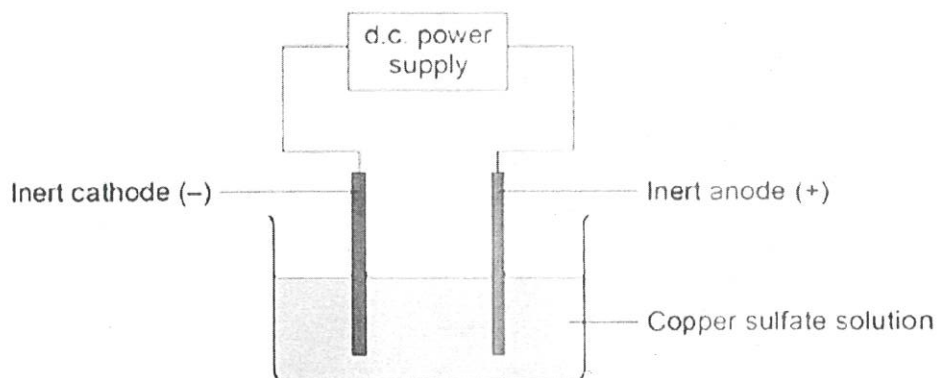 d.c. power
supply
Inert cathode (–)
Inert anode (+)
Copper sulfate solution